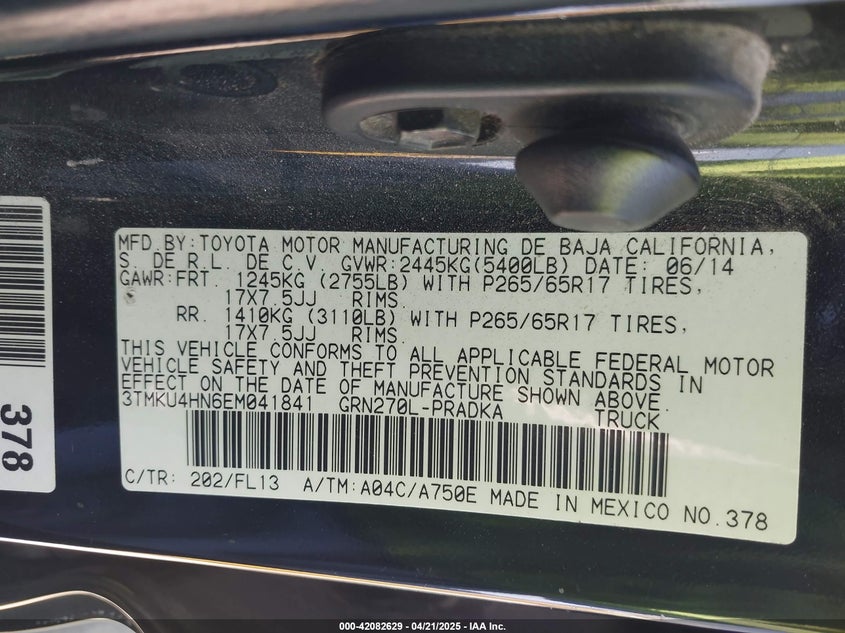 MFD.BY:TOYOTA MOTOR MANUFACTURING DE BAJA CALIFORNIA,
S. DE R.L. DE C.V. GVWR:2445KG(5400LB) DATE: 06/14
GAWR:FRT. 1245KG (2755LB) WITH P265/65R17 TIRES,
17X7.5JJ RIMS.
RR. 1410KG (3110LB) WITH P265/65R17 TIRES,
17X7.5JJ RIMS.
THIS VEHICLE CONFORMS TO ALL APPLICABLE FEDERAL MOTOR
VEHICLE SAFETY AND THEFT PREVENTION STANDARDS IN
EFFECT ON THE DATE OF MANUFACTURE SHOWN ABOVE.
3TMKU4HN6EM041841 GRN270L-PRADKA TRUCK
C/TR: 202/FL13 A/TM:A04C/A750E MADE IN MEXICO NO.378
378
000-42082629 - 04/21/2025 - IAA Inc.